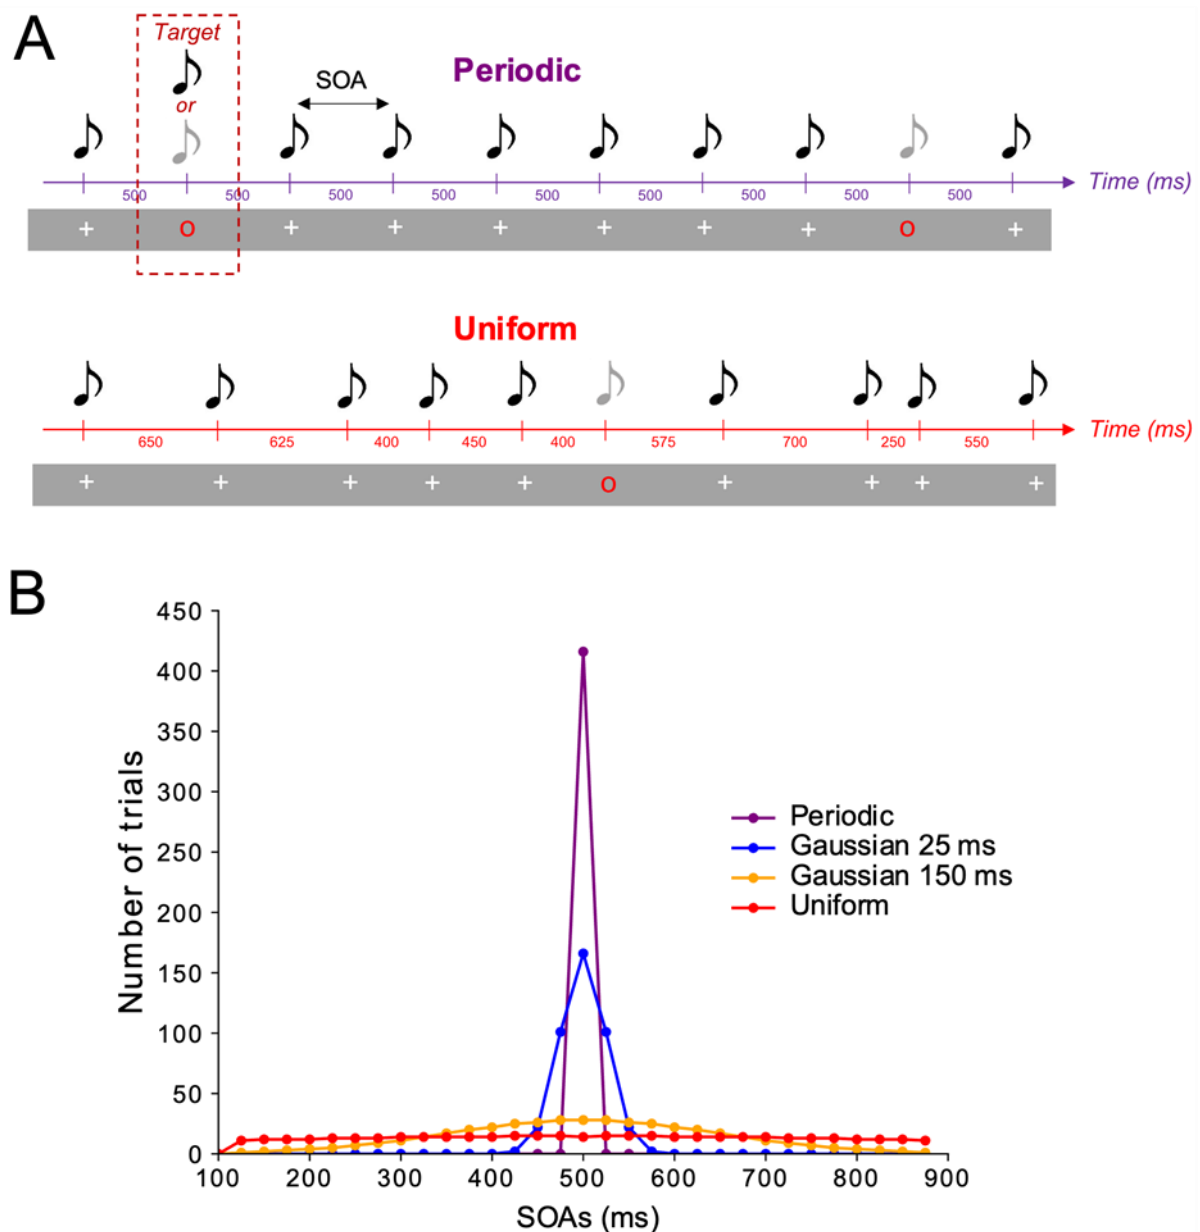 A
Target
or
SOA
Periodic
500 500 500 500 500 500 500 500 500
Time (ms)
+ O + + + + + + O +
Uniform
650 625 400 450 400 575 700 250 550
Time (ms)
+ + + + + O + + + +
B
450
400
350
300
250
200
150
100
50
0
Number of trials
Periodic
Gaussian 25 ms
Gaussian 150 ms
Uniform
100 200 300 400 500 600 700 800 900
SOAs (ms)